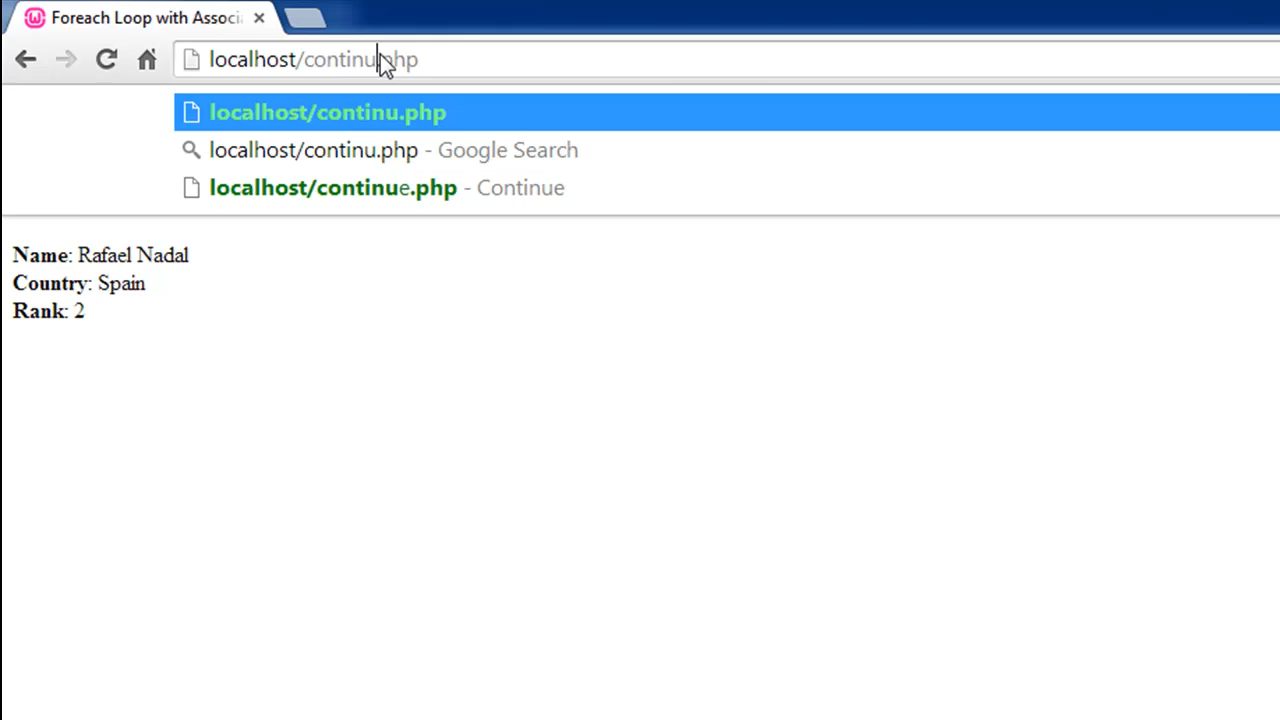 Foreach Loop with Associ
localhost/continu.php
localhost/continu.php
localhost/continu.php - Google Search
localhost/continue.php - Continue
Name: Rafael Nadal
Country: Spain
Rank: 2